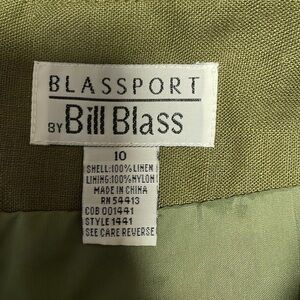 BLASSPORT
BY Bill Blass
10
SHELL:100%LINEN
LINING:100%NYLON
MADE IN CHINA
RN 54413
COB 001441
STYLE 1441
SEE CARE REVERSE